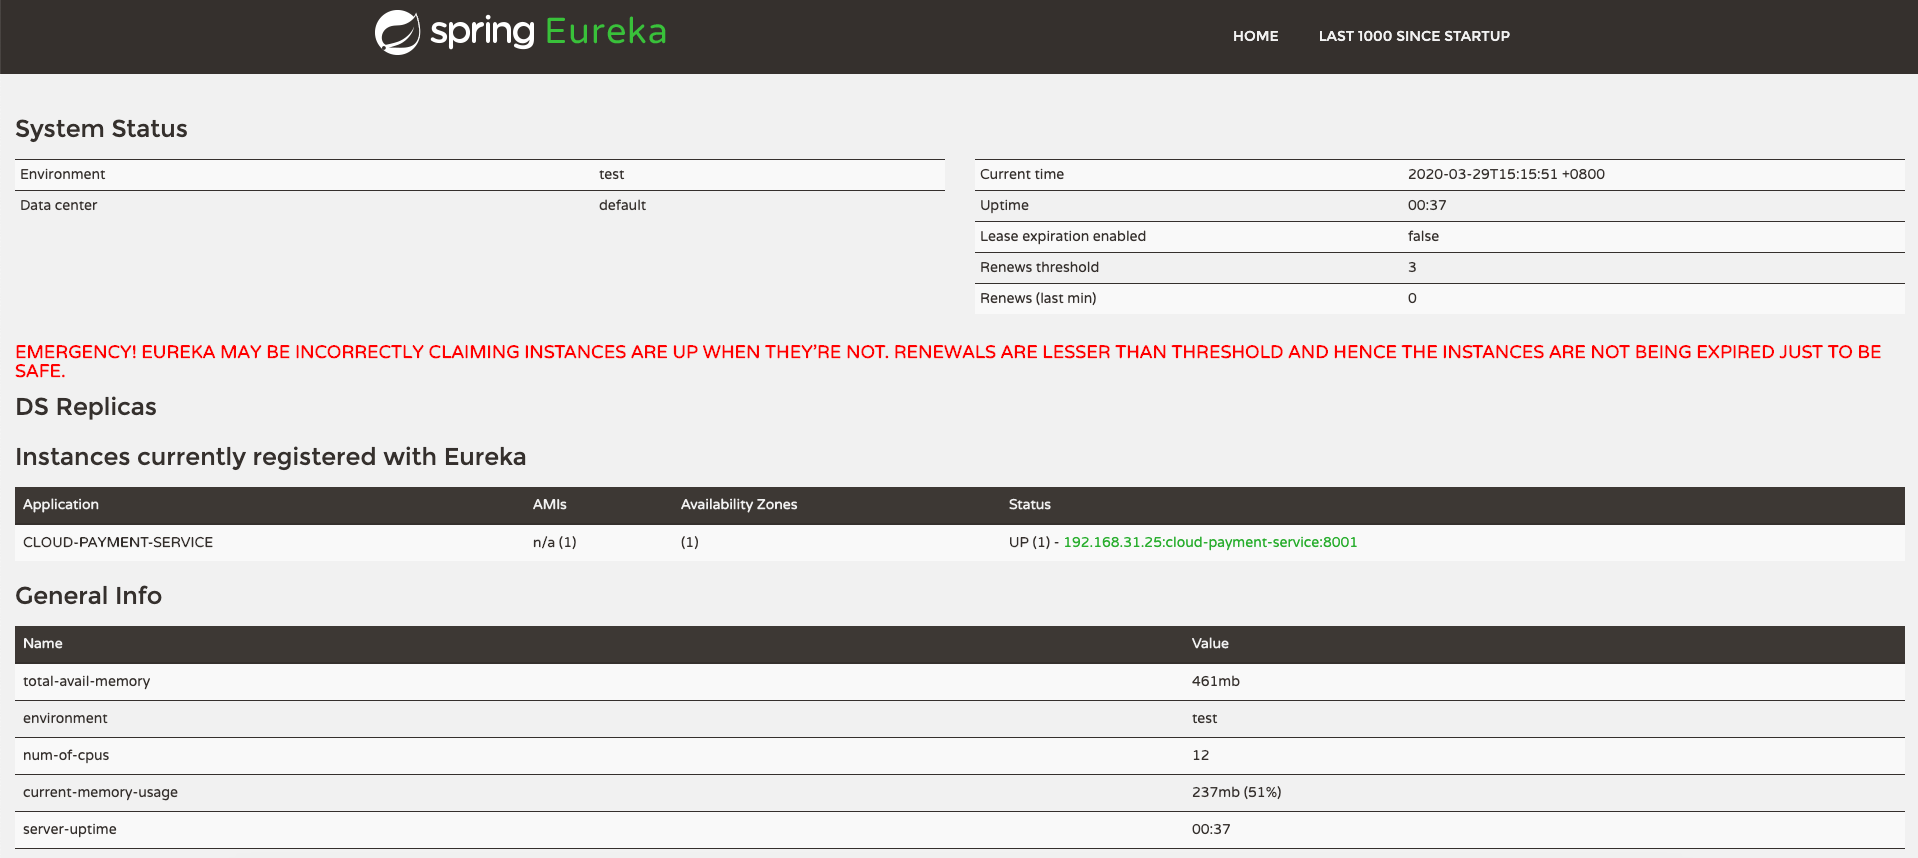 spring Eureka
HOME LAST 1000 SINCE STARTUP
System Status
Environment test
Data center default
Current time 2020-03-29T15:15:51 +0800
Uptime 00:37
Lease expiration enabled false
Renews threshold 3
Renews (last min) 0
EMERGENCY! EUREKA MAY BE INCORRECTLY CLAIMING INSTANCES ARE UP WHEN THEY'RE NOT. RENEWALS ARE LESSER THAN THRESHOLD AND HENCE THE INSTANCES ARE NOT BEING EXPIRED JUST TO BE
SAFE.
DS Replicas
Instances currently registered with Eureka
Application AMIs Availability Zones Status
CLOUD-PAYMENT-SERVICE n/a (1) (1) UP (1) - 192.168.31.25:cloud-payment-service:8001
General Info
Name Value
total-avail-memory 461mb
environment test
num-of-cpus 12
current-memory-usage 237mb (51%)
server-uptime 00:37